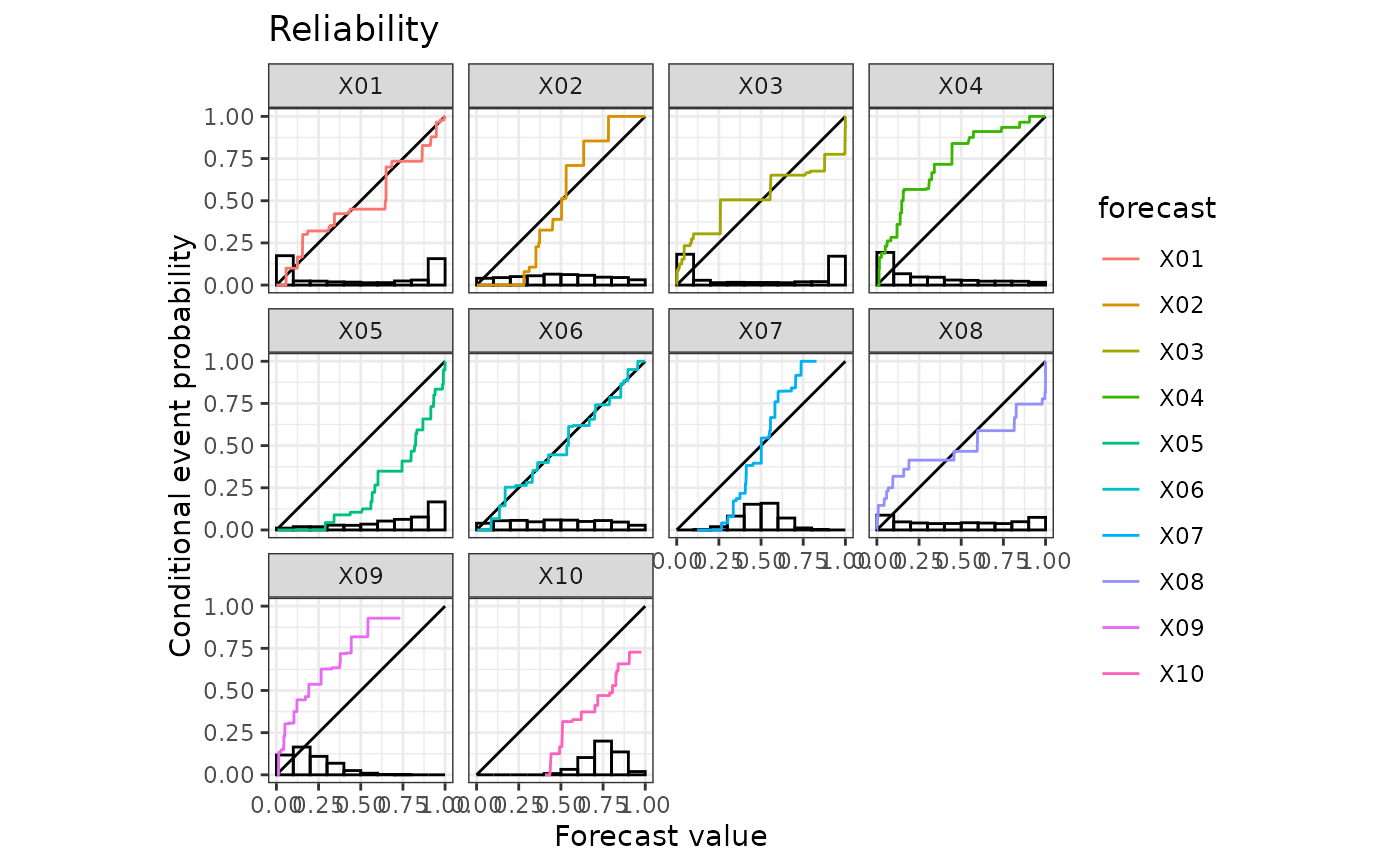 Reliability
X01 X02 X03 X04
1.00
0.75
0.50
0.25
0.00
X05 X06 X07 X08
1.00
0.75
0.50
0.25
0.00
0.00 0.25 0.50 0.75 1.00 0.00 0.25 0.50 0.75 1.00
X09 X10
1.00
0.75
0.50
0.25
0.00
0.00 0.25 0.50 0.75 1.00 0.00 0.25 0.50 0.75 1.00
Forecast value
Conditional event probability
forecast
X01
X02
X03
X04
X05
X06
X07
X08
X09
X10